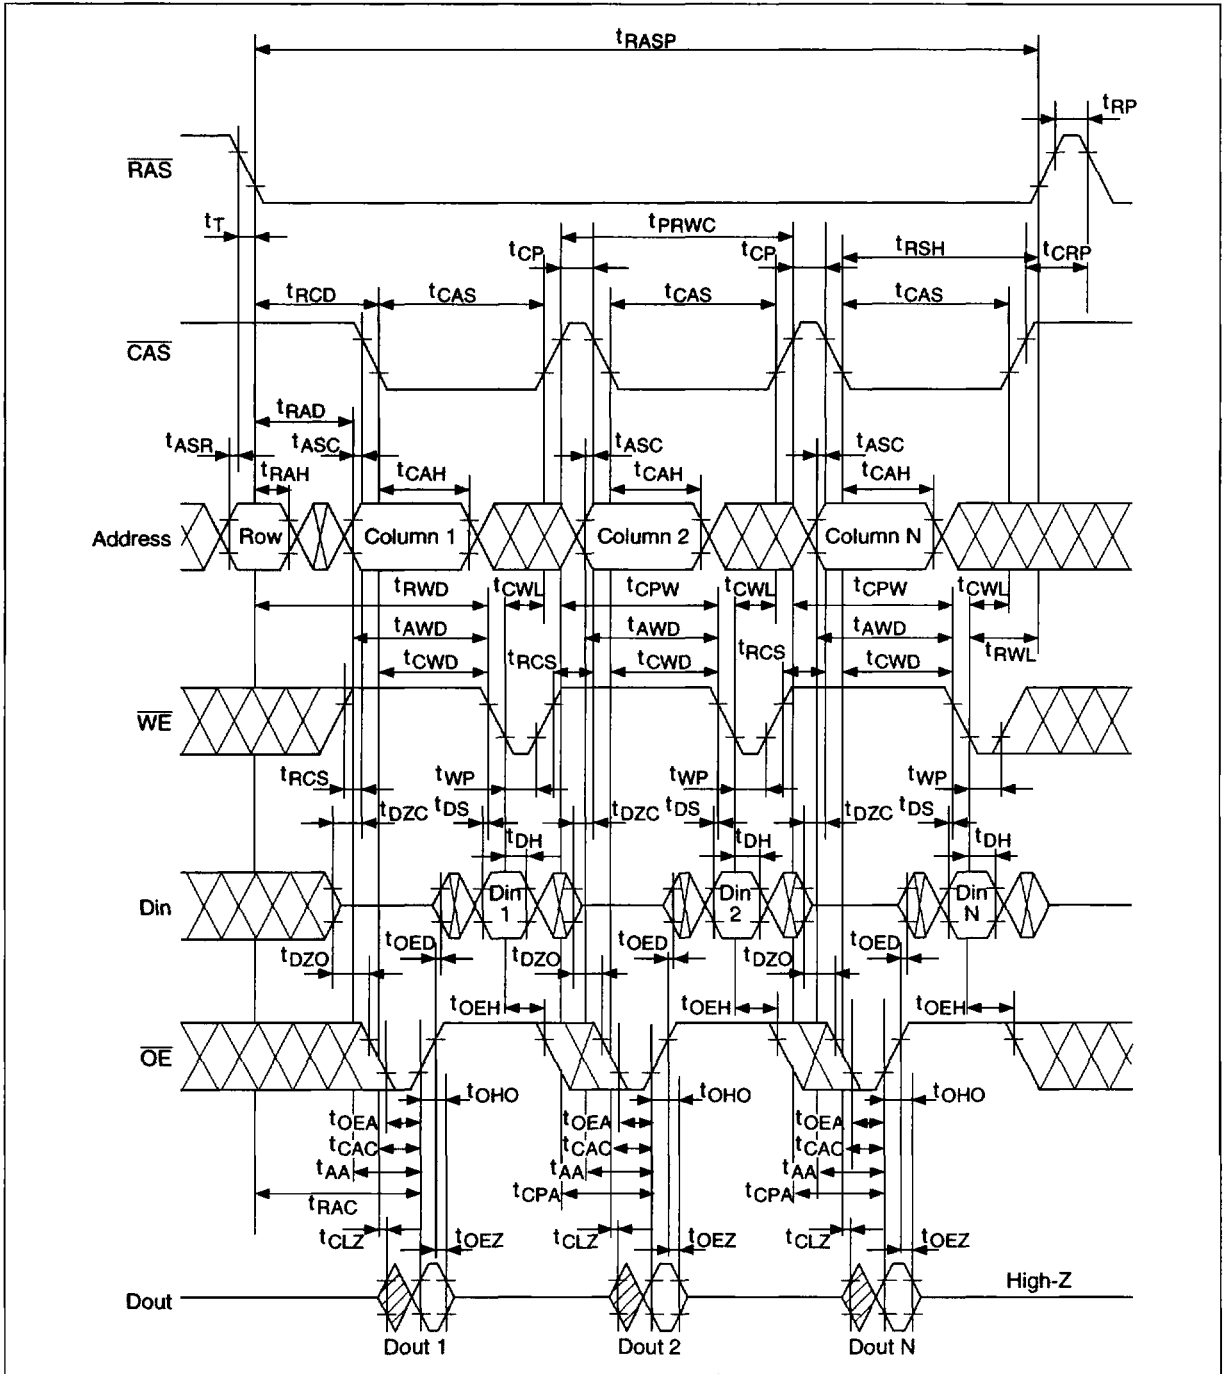 tRASP
tRP
RAS
tT
tPRWC
tCP
tCP
tRSH
tCRP
tRCD
tCAS
tCAS
tCAS
CAS
tRAD
tASR
tASC
tASC
tASC
tRAH
tCAH
tCAH
tCAH
Address
Row
Column 1
Column 2
Column N
tRWD
tCWL
tCPW
tCWL
tCPW
tCWL
tAWD
tAWD
tAWD
tCWD
tRCS
tCWD
tRCS
tCWD
tRWL
WE
tRCS
tWP
tWP
tWP
tDZC
tDS
tDZC
tDS
tDZC
tDS
tDH
tDH
tDH
Din
Din 1
Din 2
Din N
tDZO
tOED
tDZO
tOED
tDZO
tOED
tOEH
tOEH
tOEH
OE
tOHO
tOHO
tOHO
tOEA
tOEA
tOEA
tCAC
tCAC
tCAC
tAA
tAA
tAA
tRAC
tCPA
tCPA
tCLZ
tOEZ
tCLZ
tOEZ
tCLZ
tOEZ
High-Z
Dout
Dout 1
Dout 2
Dout N